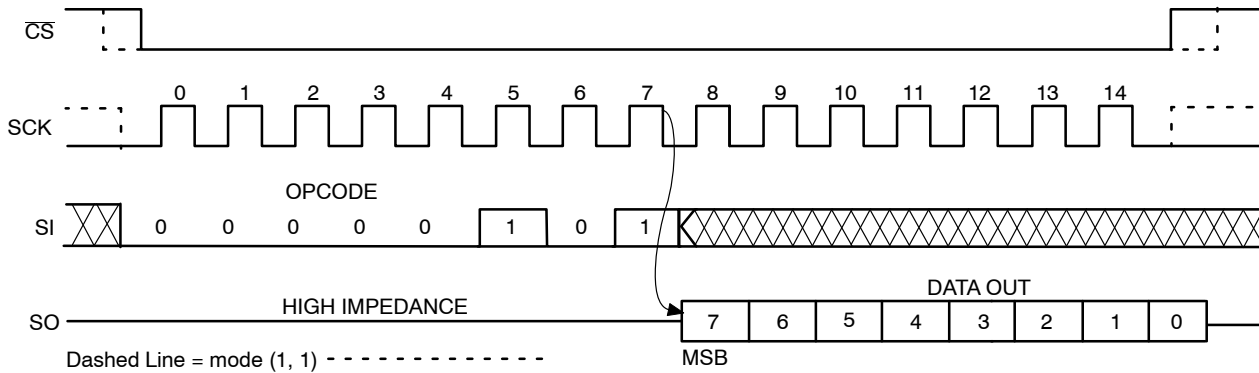 CS
0 1 2 3 4 5 6 7 8 9 10 11 12 13 14
SCK
OPCODE
SI 0 0 0 0 0 1 0 1
HIGH IMPEDANCE
DATA OUT
SO 7 6 5 4 3 2 1 0
Dashed Line = mode (1, 1)
MSB